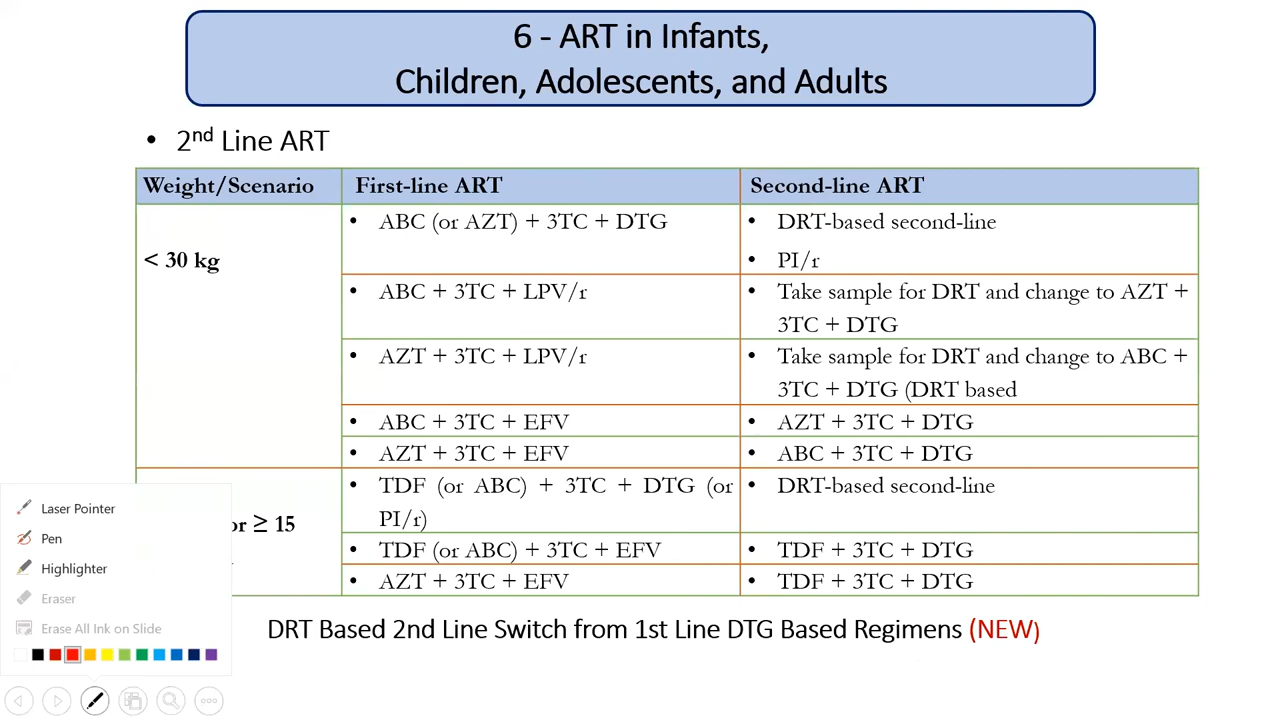 6 - ART in Infants,
Children, Adolescents, and Adults
• 2nd Line ART
Weight/Scenario First-line ART Second-line ART
< 30 kg
• ABC (or AZT) + 3TC + DTG
• DRT-based second-line
• PI/r
• ABC + 3TC + LPV/r
• Take sample for DRT and change to AZT +
3TC + DTG
• AZT + 3TC + LPV/r
• Take sample for DRT and change to ABC +
3TC + DTG (DRT based
• ABC + 3TC + EFV • AZT + 3TC + DTG
• AZT + 3TC + EFV • ABC + 3TC + DTG
or ≥ 15
• TDF (or ABC) + 3TC + DTG (or
PI/r)
• DRT-based second-line
• TDF (or ABC) + 3TC + EFV • TDF + 3TC + DTG
• AZT + 3TC + EFV • TDF + 3TC + DTG
DRT Based 2nd Line Switch from 1st Line DTG Based Regimens (NEW)
Laser Pointer
Pen
Highlighter
Eraser
Erase All Ink on Slide